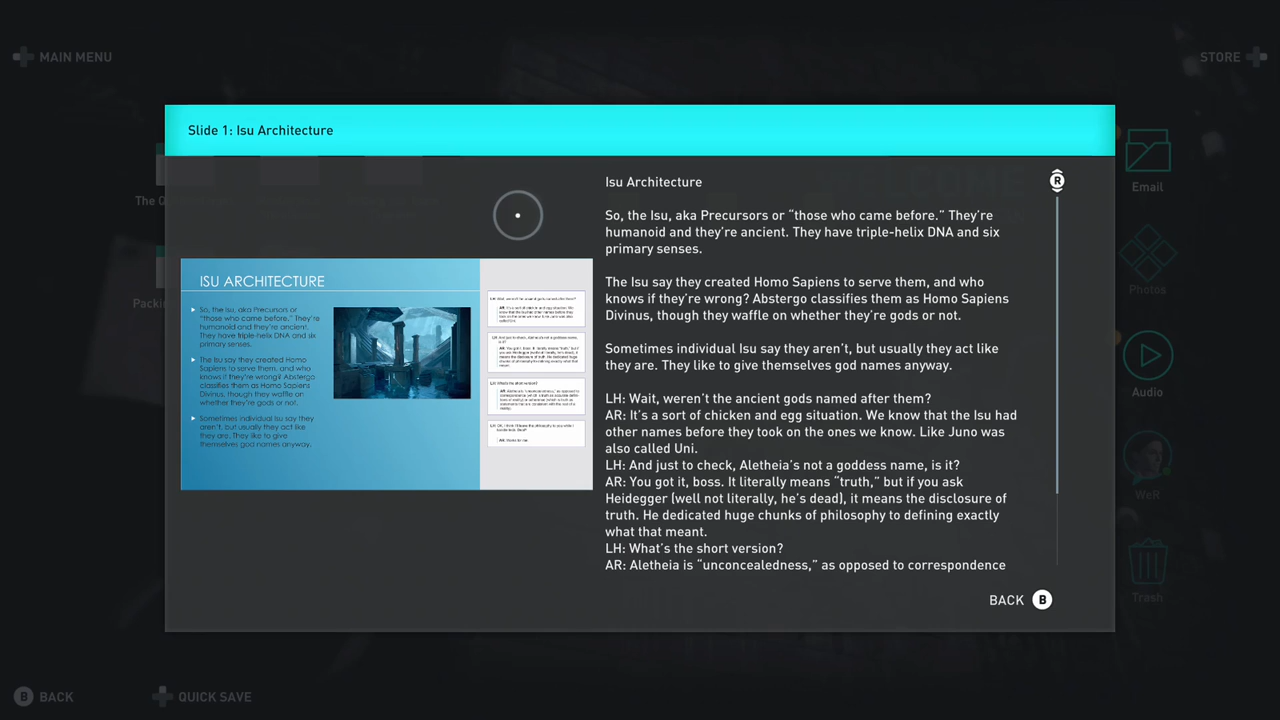 MAIN MENU
STORE
Slide 1: Isu Architecture
Isu Architecture
R
So, the Isu, aka Precursors or “those who came before.” They’re
humanoid and they’re ancient. They have triple-helix DNA and six
primary senses.
The Isu say they created Homo Sapiens to serve them, and who
knows if they’re wrong? Abstergo classifies them as Homo Sapiens
Divinus, though they waffle on whether they’re gods or not.
Sometimes individual Isu say they aren’t, but usually they act like
they are. They like to give themselves god names anyway.
LH: Wait, weren’t the ancient gods named after them?
AR: It’s a sort of chicken and egg situation. We know that the Isu had
other names before they took on the ones we know. Like Juno was
also called Uni.
LH: And just to check, Aletheia’s not a goddess name, is it?
AR: You got it, boss. It literally means “truth,” but if you ask
Heidegger (well not literally, he’s dead), it means the disclosure of
truth. He dedicated huge chunks of philosophy to defining exactly
what that meant.
LH: What’s the short version?
AR: Aletheia is “unconcealedness,” as opposed to correspondence
ISU ARCHITECTURE
So, the Isu, aka Precursors or
“those who came before.” They’re
humanoid and they’re ancient.
They have triple-helix DNA and six
primary senses.
The Isu say they created Homo
Sapiens to serve them, and who
knows if they’re wrong? Abstergo
classifies them as Homo Sapiens
Divinus, though they waffle on
whether they’re gods or not.
Sometimes individual Isu say they
aren’t, but usually they act like
they are. They like to give
themselves god names anyway.
Email
Photos
Audio
WeR
Trash
BACK B
B BACK
QUICK SAVE